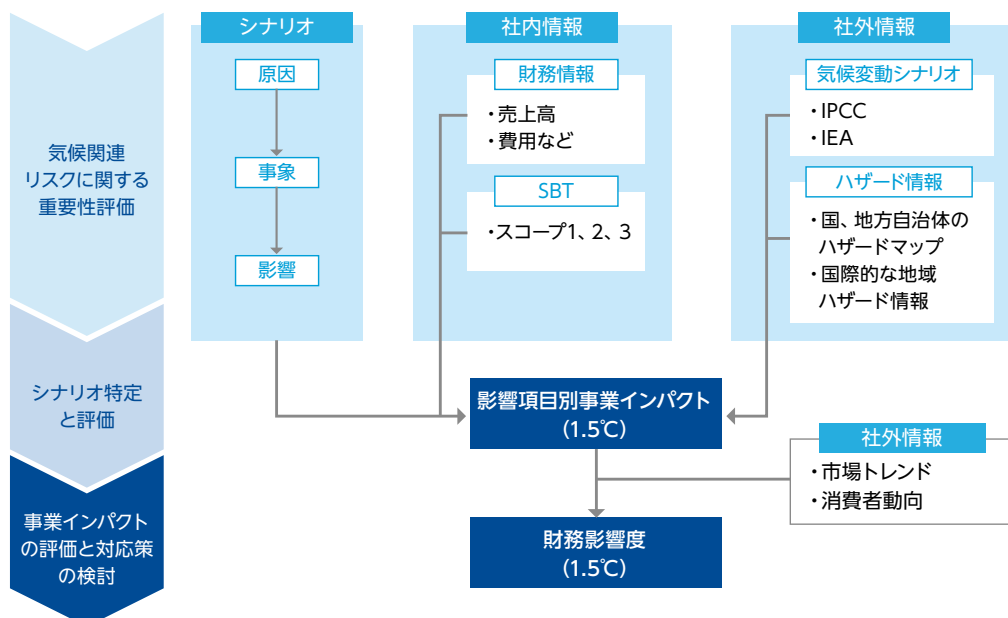 気候関連
リスクに関する
重要性評価
シナリオ特定
と評価
事業インパクト
の評価と対応策
の検討
シナリオ
原因
事象
影響
社内情報
財務情報
・売上高
・費用など
SBT
・スコープ1、2、3
社外情報
気候変動シナリオ
・IPCC
・IEA
ハザード情報
・国、地方自治体の
ハザードマップ
・国際的な地域
ハザード情報
影響項目別事業インパクト
(1.5℃)
社外情報
・市場トレンド
・消費者動向
財務影響度
(1.5℃)